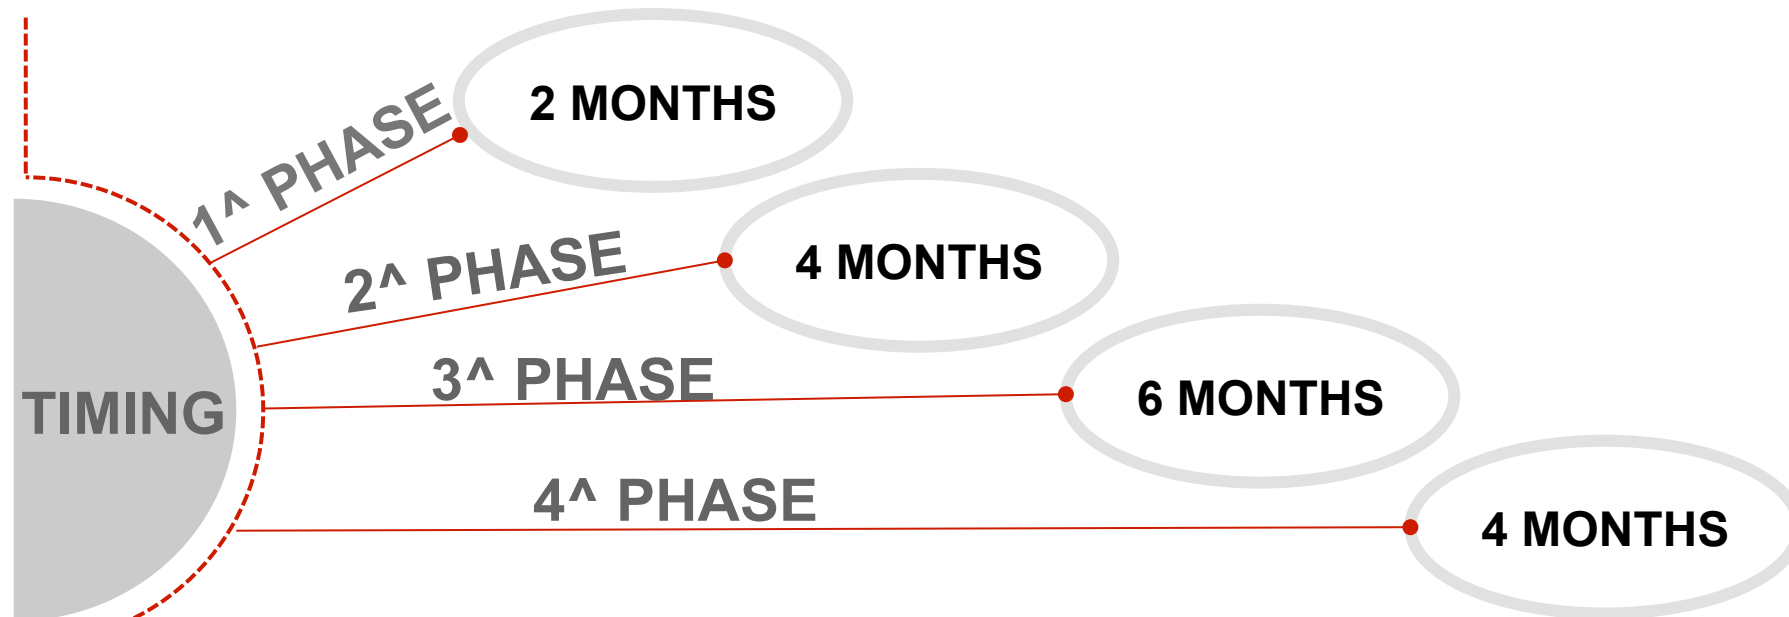 1^ PHASE
2 MONTHS
2^ PHASE
4 MONTHS
3^ PHASE
6 MONTHS
TIMING
4^ PHASE
4 MONTHS